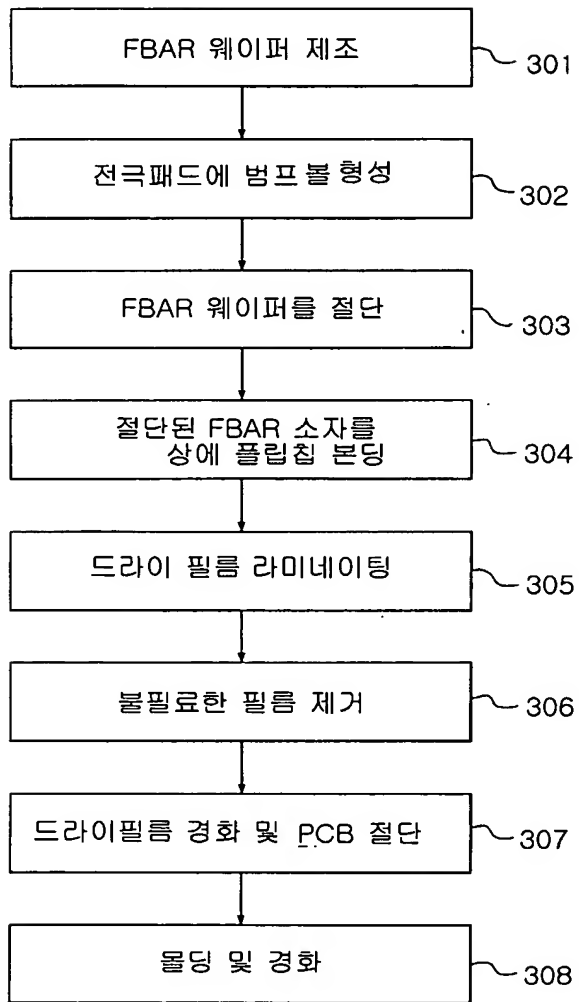 FBAR 웨이퍼 제조
301
전극패드에 범프볼 형성
302
FBAR 웨이퍼를 절단
303
절단된 FBAR 소자를
상에 플립칩 본딩
304
드라이 필름 라미네이팅
305
불필료한 필름 제거
306
드라이필름 경화 및 PCB 절단
307
몰딩 및 경화
308